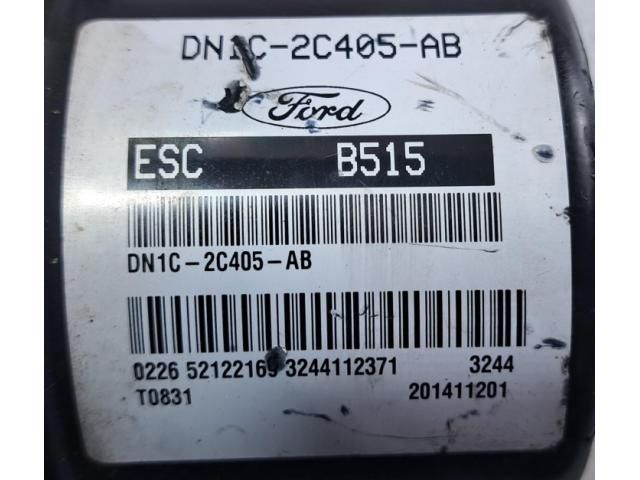 DN1C-2C405-AB
Ford
ESC B515
DN1C-2C405-AB
0226 52122169 3244112371 3244
T0831 201411201